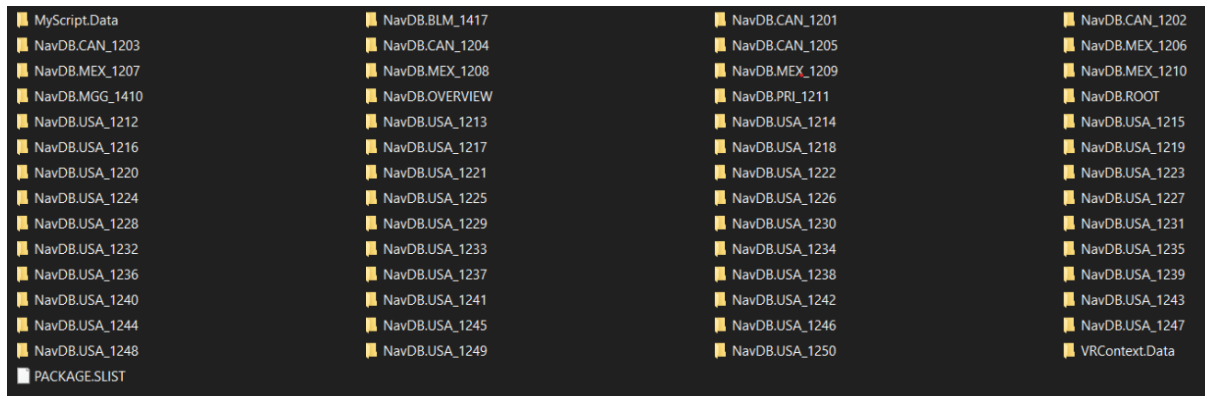 MyScript.Data NavDB.BLM_1417 NavDB.CAN_1201 NavDB.CAN_1202
NavDB.CAN_1203 NavDB.CAN_1204 NavDB.CAN_1205 NavDB.MEX_1206
NavDB.MEX_1207 NavDB.MEX_1208 NavDB.MEX_1209 NavDB.MEX_1210
NavDB.MGG_1410 NavDB.OVERVIEW NavDB.PRI_1211 NavDB.ROOT
NavDB.USA_1212 NavDB.USA_1213 NavDB.USA_1214 NavDB.USA_1215
NavDB.USA_1216 NavDB.USA_1217 NavDB.USA_1218 NavDB.USA_1219
NavDB.USA_1220 NavDB.USA_1221 NavDB.USA_1222 NavDB.USA_1223
NavDB.USA_1224 NavDB.USA_1225 NavDB.USA_1226 NavDB.USA_1227
NavDB.USA_1228 NavDB.USA_1229 NavDB.USA_1230 NavDB.USA_1231
NavDB.USA_1232 NavDB.USA_1233 NavDB.USA_1234 NavDB.USA_1235
NavDB.USA_1236 NavDB.USA_1237 NavDB.USA_1238 NavDB.USA_1239
NavDB.USA_1240 NavDB.USA_1241 NavDB.USA_1242 NavDB.USA_1243
NavDB.USA_1244 NavDB.USA_1245 NavDB.USA_1246 NavDB.USA_1247
NavDB.USA_1248 NavDB.USA_1249 NavDB.USA_1250 VRContext.Data
PACKAGE.SLIST